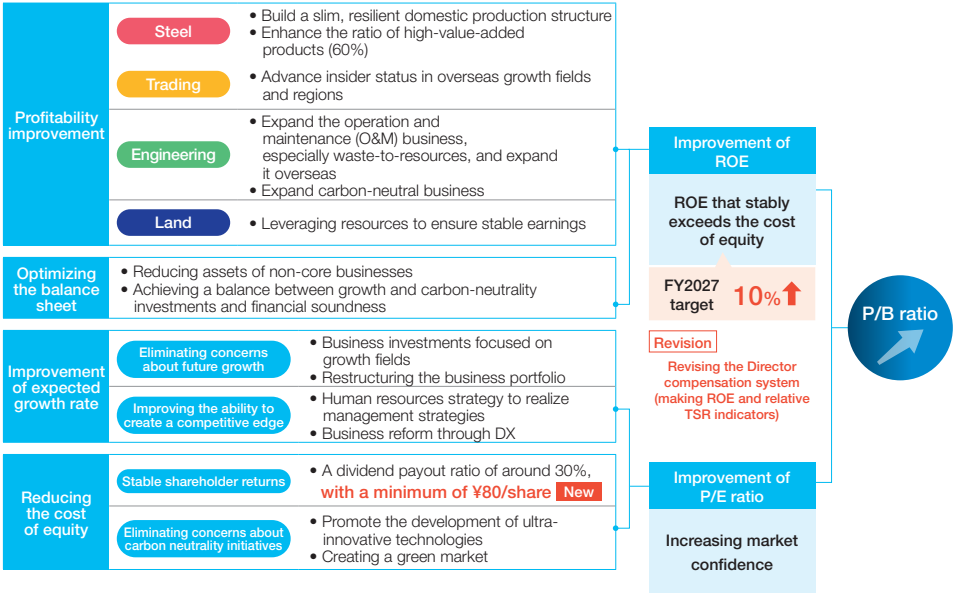 Profitability
improvement
Steel
• Build a slim, resilient domestic production structure
• Enhance the ratio of high-value-added
products (60%)
Trading
• Advance insider status in overseas growth fields
and regions
Engineering
• Expand the operation and
maintenance (O&M) business,
especially waste-to-resources, and expand
it overseas
• Expand carbon-neutral business
Land
• Leveraging resources to ensure stable earnings
Optimizing
the balance
sheet
• Reducing assets of non-core businesses
• Achieving a balance between growth and carbon-neutrality
investments and financial soundness
Improvement
of expected
growth rate
Eliminating concerns
about future growth
• Business investments focused on
growth fields
• Restructuring the business portfolio
Improving the ability to
create a competitive edge
• Human resources strategy to realize
management strategies
• Business reform through DX
Reducing
the cost
of equity
Stable shareholder returns
• A dividend payout ratio of around 30%,
with a minimum of ¥80/share New
Eliminating concerns about
carbon neutrality initiatives
• Promote the development of ultra-
innovative technologies
• Creating a green market
Improvement of
ROE
ROE that stably
exceeds the cost
of equity
FY2027
target
10%
Revision
Revising the Director
compensation system
(making ROE and relative
TSR indicators)
Improvement of
P/E ratio
Increasing market
confidence
P/B ratio